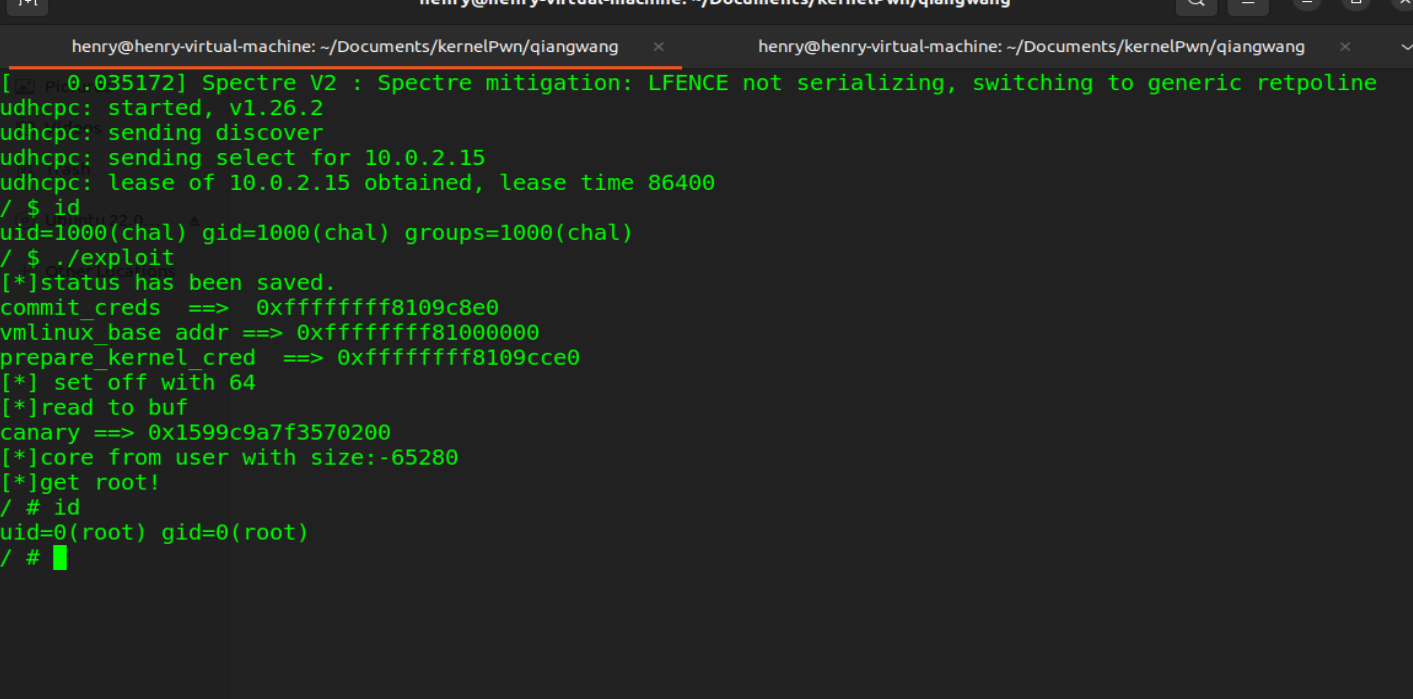 henry@henry-virtual-machine: ~/Documents/kernelPwn/qiangwang
henry@henry-virtual-machine: ~/Documents/kernelPwn/qiangwang × henry@henry-virtual-machine: ~/Documents/kernelPwn/qiangwang ×
[    0.035172] Spectre V2 : Spectre mitigation: LFENCE not serializing, switching to generic retpoline
udhcpc: started, v1.26.2
udhcpc: sending discover
udhcpc: sending select for 10.0.2.15
udhcpc: lease of 10.0.2.15 obtained, lease time 86400
/ $ id
uid=1000(chal) gid=1000(chal) groups=1000(chal)
/ $ ./exploit
[*]status has been saved.
commit_creds  ==>  0xffffffff8109c8e0
vmlinux_base addr ==> 0xffffffff81000000
prepare_kernel_cred  ==> 0xffffffff8109cce0
[*] set off with 64
[*]read to buf
canary ==> 0x1599c9a7f3570200
[*]core from user with size:-65280
[*]get root!
/ # id
uid=0(root) gid=0(root)
/ #